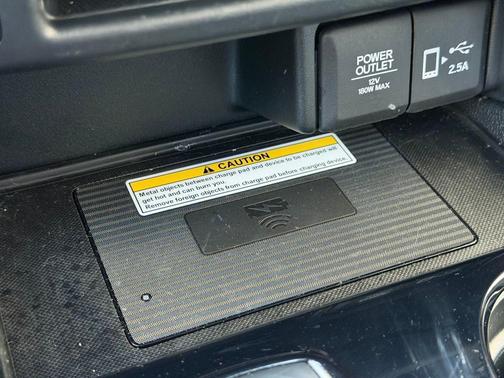 POWER
OUTLET
12V
180W MAX
2.5A
CAUTION
Metal objects between charge pad and device to be charged will
get hot and can burn you.
Remove foreign objects from charge pad before changing device.